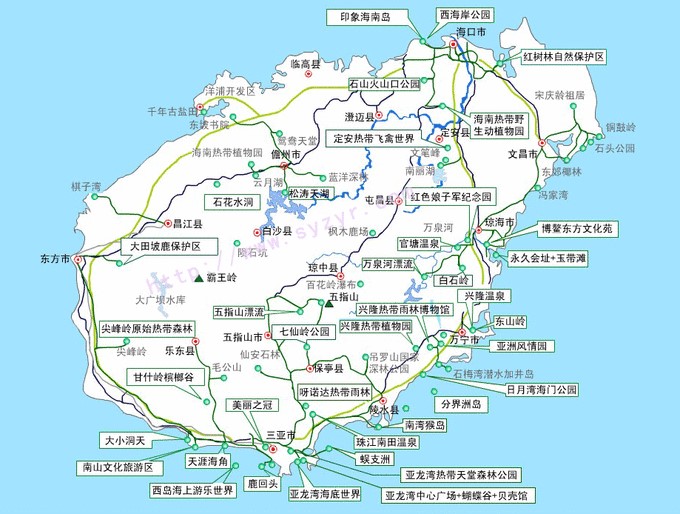 印象海南岛
西海岸公园
海口市
红树林自然保护区
临高县
石山火山口公园
洋浦开发区
宋庆龄祖居
千年古盐田
东坡书院
澄迈县
海南热带野
生动植物园
定安热带飞禽世界
定安县
铜鼓岭
石头公园
鸳鸯天堂
文昌市
儋州市
海南热带植物园
文笔峰
南丽湖
东郊椰林
云月湖
蓝洋深林
棋子湾
石花水洞
松涛天湖
冯家湾
屯昌县
红色娘子军纪念园
昌江县
白沙县
枫木鹿场
万泉河
琼海市
博鳌东方文化苑
大田坡鹿保护区
官塘温泉
东方市
陨石坑
永久会址+玉带滩
琼中县
万泉河漂流
霸王岭
百花岭瀑布
白石岭
大广坝水库
五指山
兴隆温泉
五指山漂流
兴隆热带雨林博物馆
尖峰岭原始热带森林
五指山市
七仙岭公园
兴隆热带植物园
东山岭
万宁市
尖峰岭
乐东县
亚洲风情园
仙安石林
吊罗山国家
深林公园
毛公山
保亭县
石梅湾潜水加井岛
甘什岭槟榔谷
呀诺达热带雨林
日月湾海门公园
美丽之冠
陵水县
分界洲岛
大小洞天
三亚市
南湾猴岛
珠江南田温泉
南山文化旅游区
天涯海角
蜈支洲
西岛海上游乐世界
鹿回头
亚龙湾海底世界
亚龙湾热带天堂森林公园
亚龙湾中心广场+蝴蝶谷+贝壳馆
http://www.syzyr.com